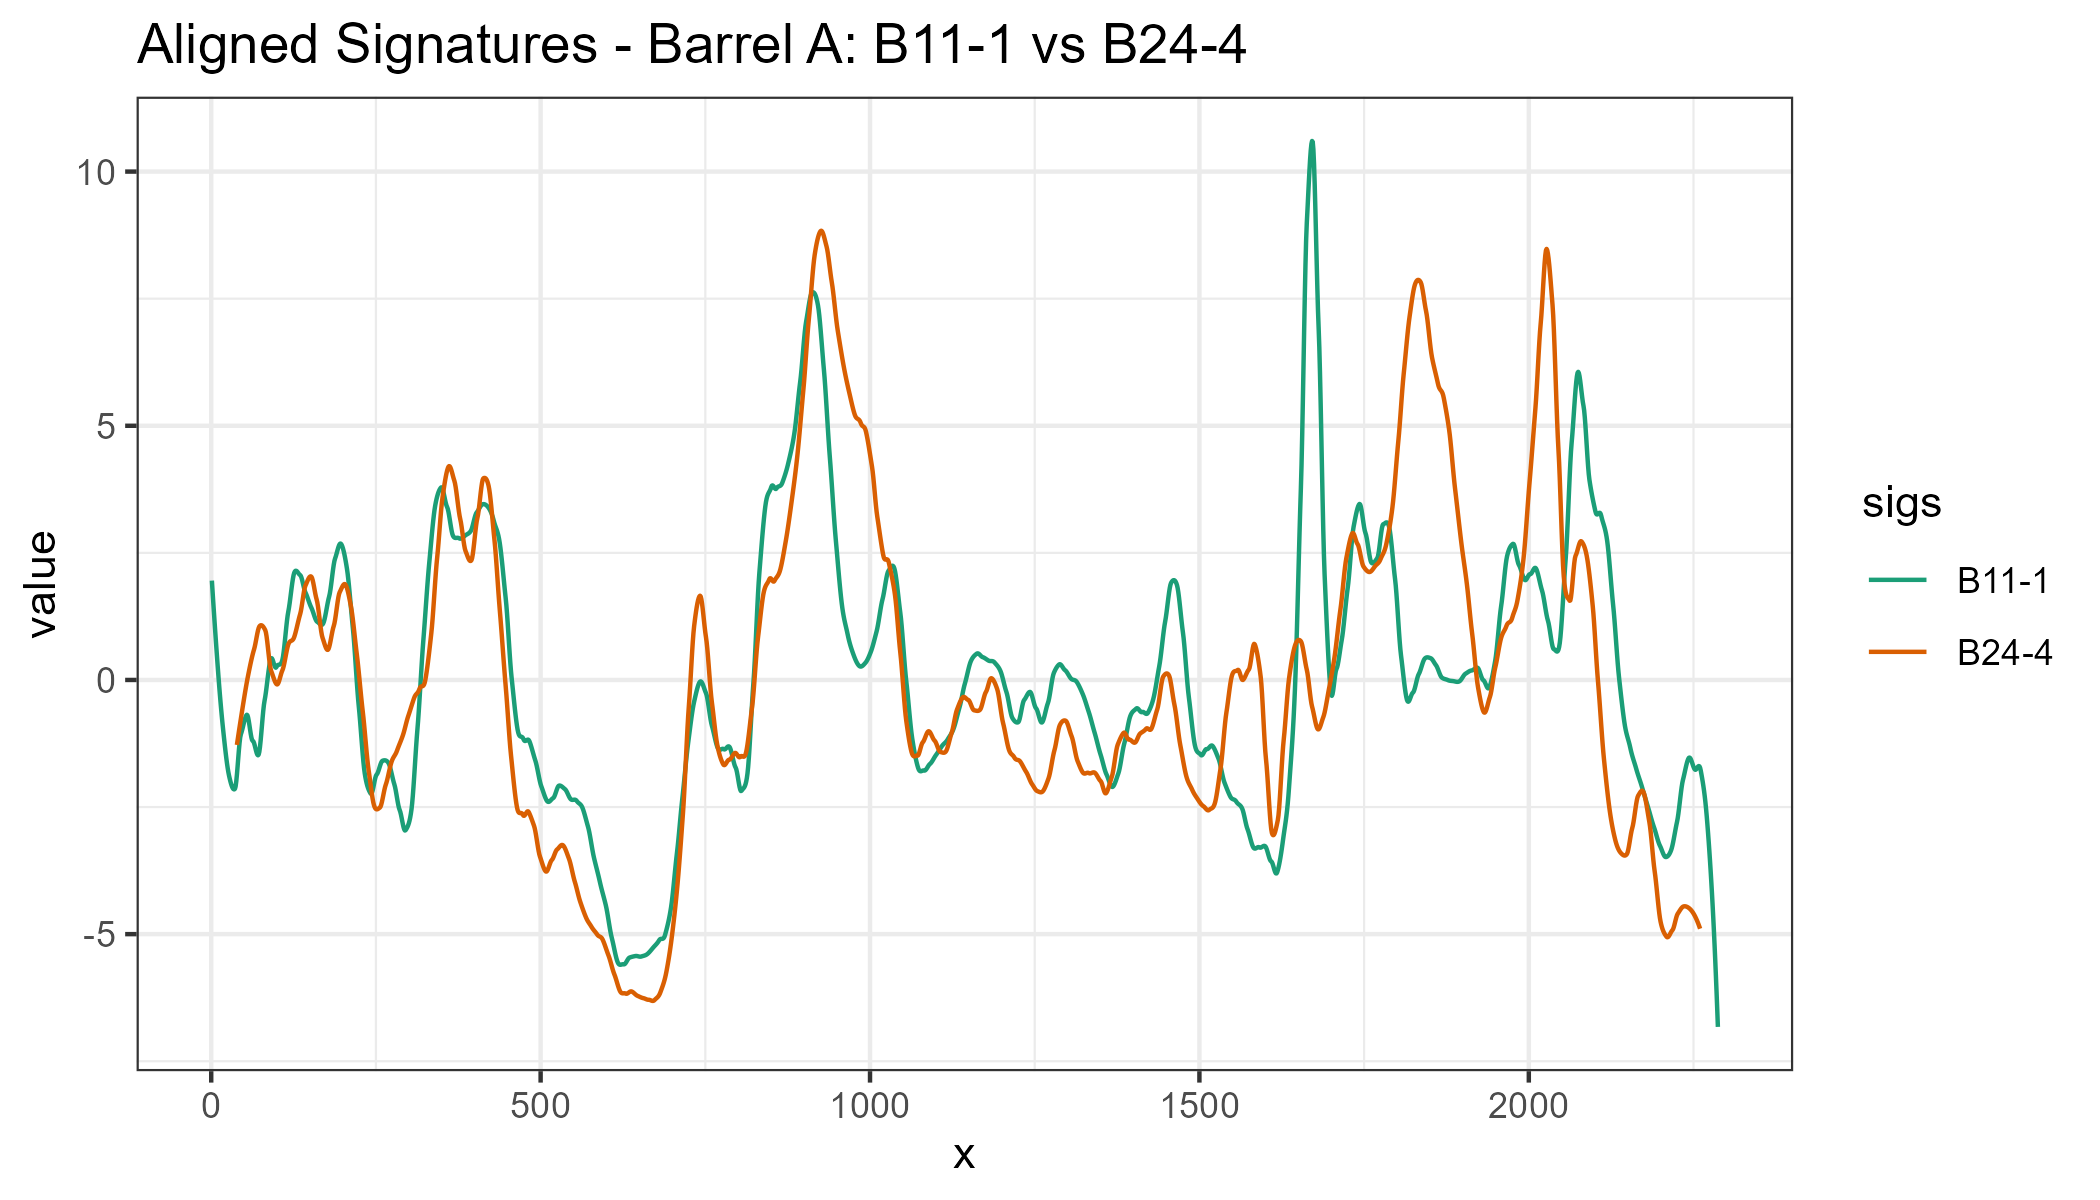 Aligned Signatures - Barrel A: B11-1 vs B24-4
10
5
0
-5
value
0
500
1000
1500
2000
x
sigs
B11-1
B24-4